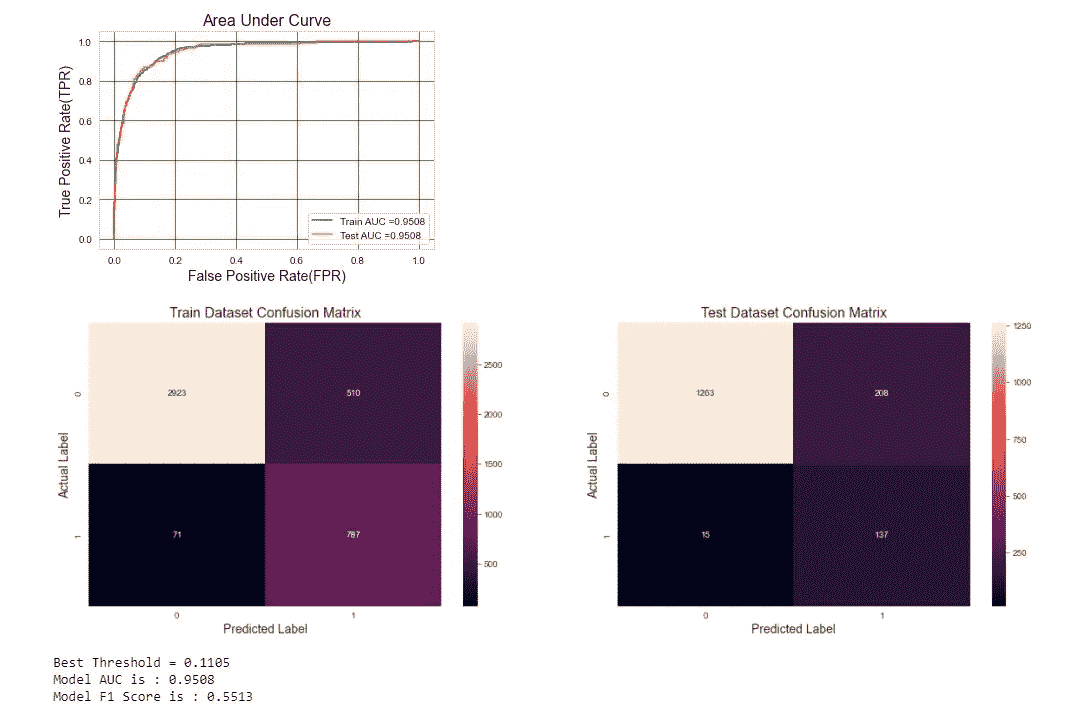 Area Under Curve
True Positive Rate(TPR)
1.0
0.8
0.6
0.4
0.2
0.0
Train AUC =0.9508
Test AUC =0.9508
0.0 0.2 0.4 0.6 0.8 1.0
False Positive Rate(FPR)
Train Dataset Confusion Matrix
Actual Label
0
1
2923 510
71 787
0 1
Predicted Label
2500
2000
1500
1000
500
Test Dataset Confusion Matrix
Actual Label
0
1
1263 208
15 137
0 1
Predicted Label
1250
1000
750
500
250
Best Threshold = 0.1105
Model AUC is : 0.9508
Model F1 Score is : 0.5513